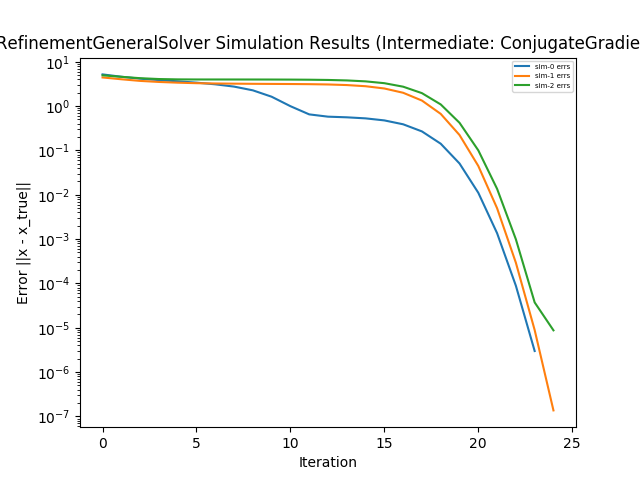 RefinementGeneralSolver Simulation Results (Intermediate: ConjugateGradie
sim-0 errs
sim-1 errs
sim-2 errs
Error ||x - x_true||
10¹
10⁰
10⁻¹
10⁻²
10⁻³
10⁻⁴
10⁻⁵
10⁻⁶
10⁻⁷
0 5 10 15 20 25
Iteration